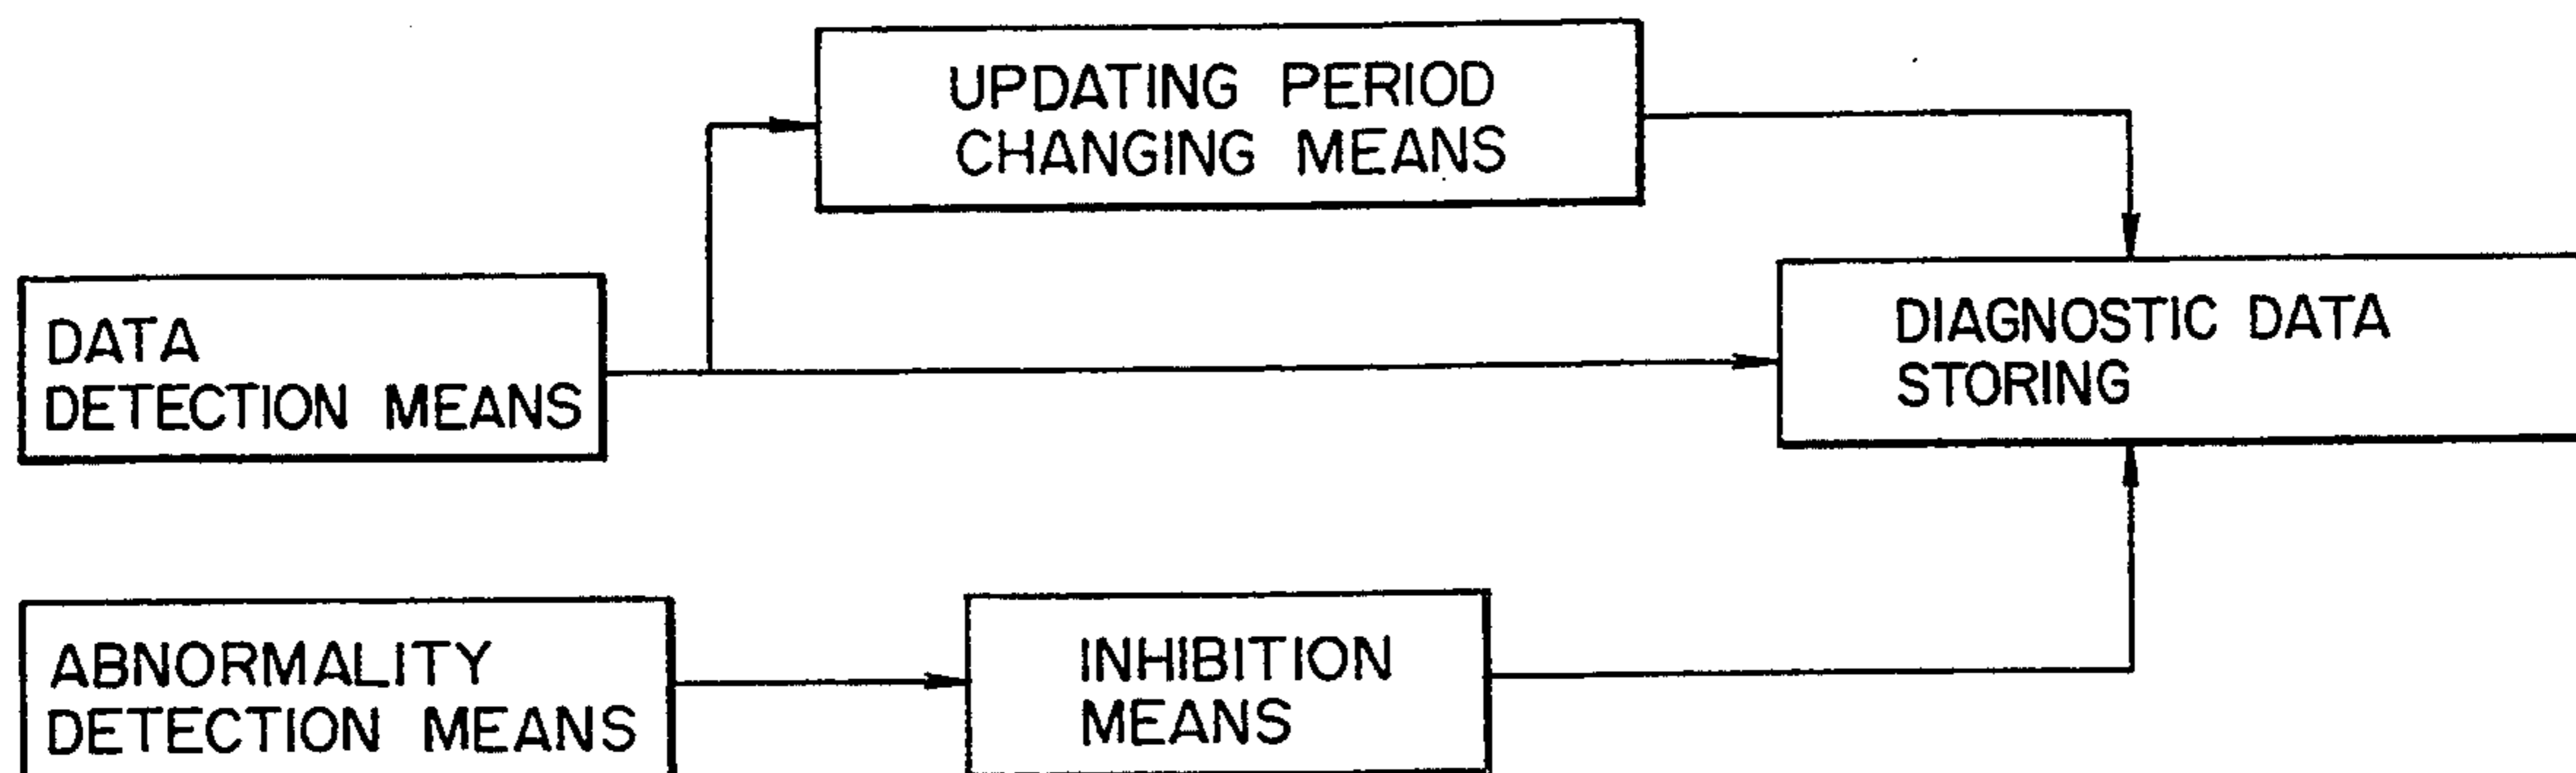 UPDATING PERIOD
CHANGING MEANS
DATA
DETECTION MEANS
DIAGNOSTIC DATA
STORING
ABNORMALITY
DETECTION MEANS
INHIBITION
MEANS